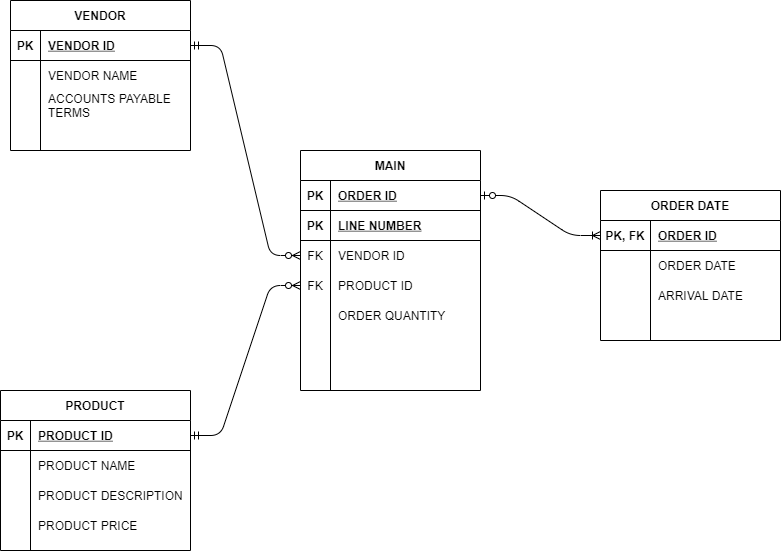 VENDOR
PK VENDOR ID
VENDOR NAME
ACCOUNTS PAYABLE
TERMS
MAIN
PK ORDER ID
PK LINE NUMBER
FK VENDOR ID
FK PRODUCT ID
ORDER QUANTITY
ORDER DATE
PK, FK ORDER ID
ORDER DATE
ARRIVAL DATE
PRODUCT
PK PRODUCT ID
PRODUCT NAME
PRODUCT DESCRIPTION
PRODUCT PRICE